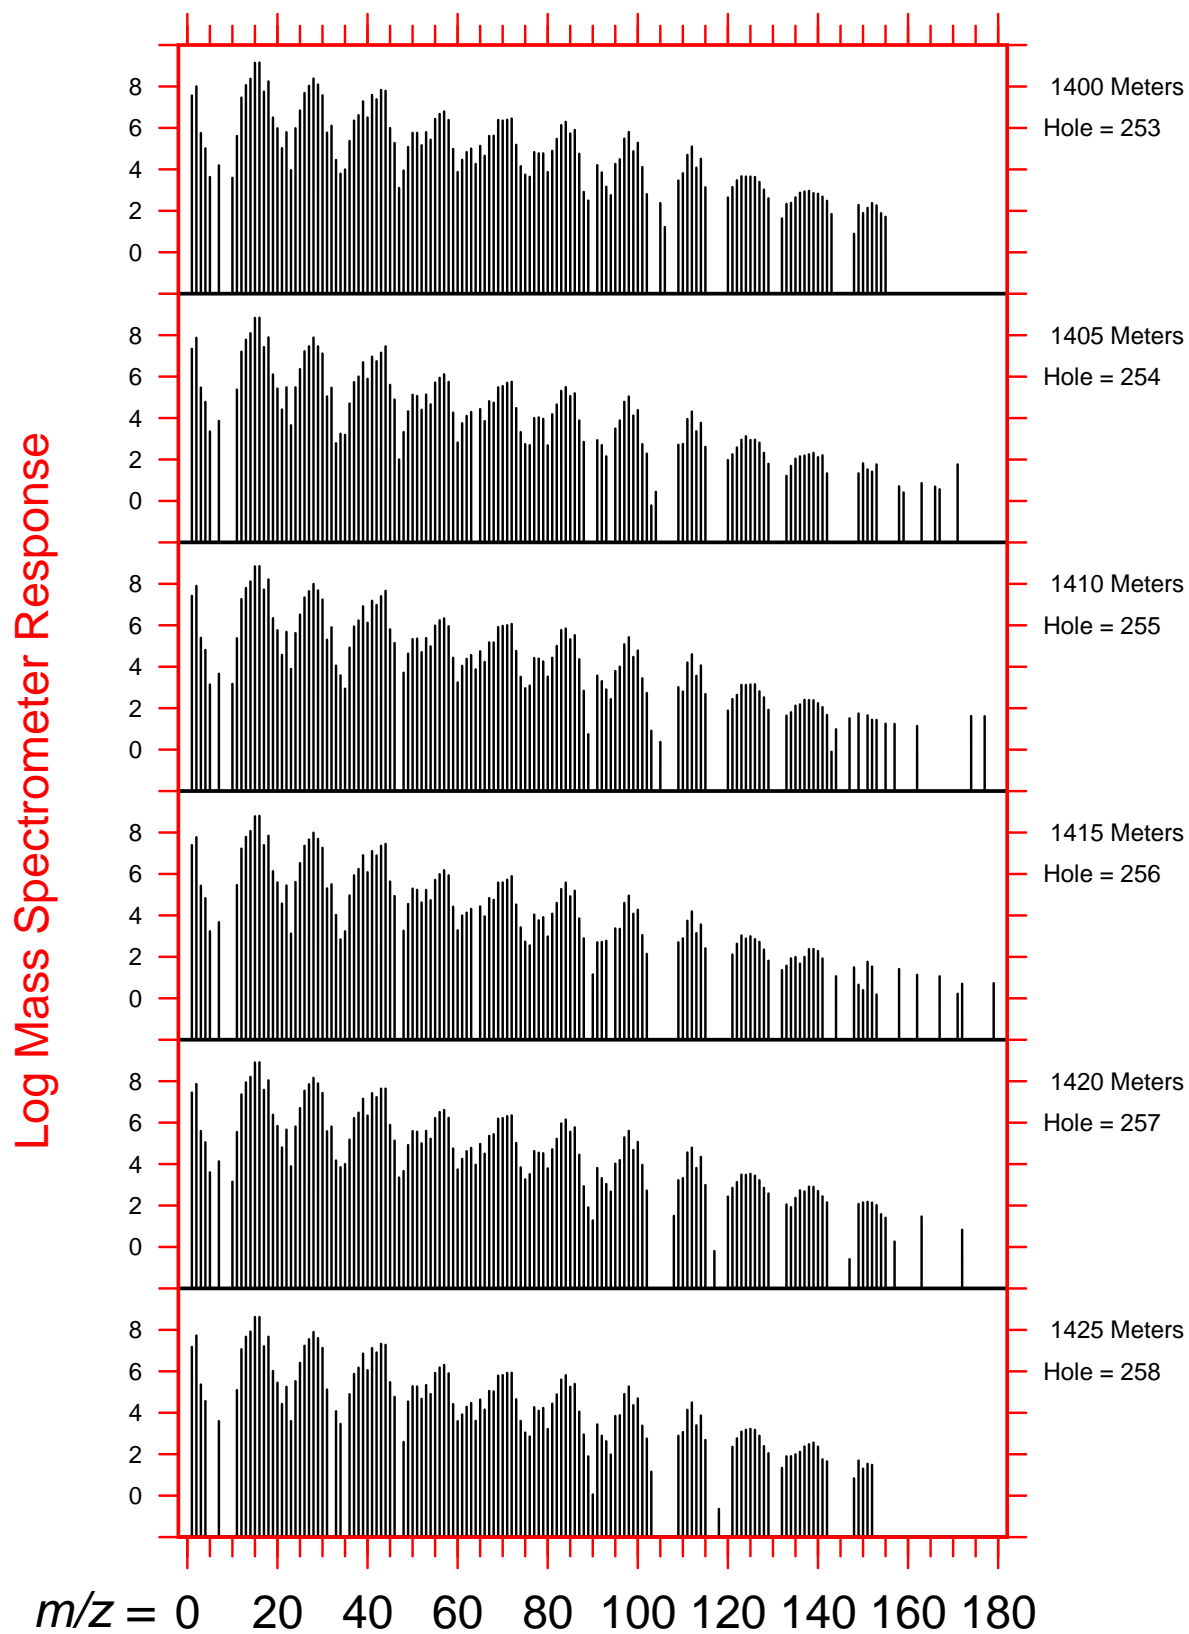 8
6
4
2
0
1400 Meters
Hole = 253
8
6
4
2
0
1405 Meters
Hole = 254
8
6
4
2
0
1410 Meters
Hole = 255
8
6
4
2
0
1415 Meters
Hole = 256
8
6
4
2
0
1420 Meters
Hole = 257
8
6
4
2
0
1425 Meters
Hole = 258
Log Mass Spectrometer Response
m/z = 0 20 40 60 80 100 120 140 160 180